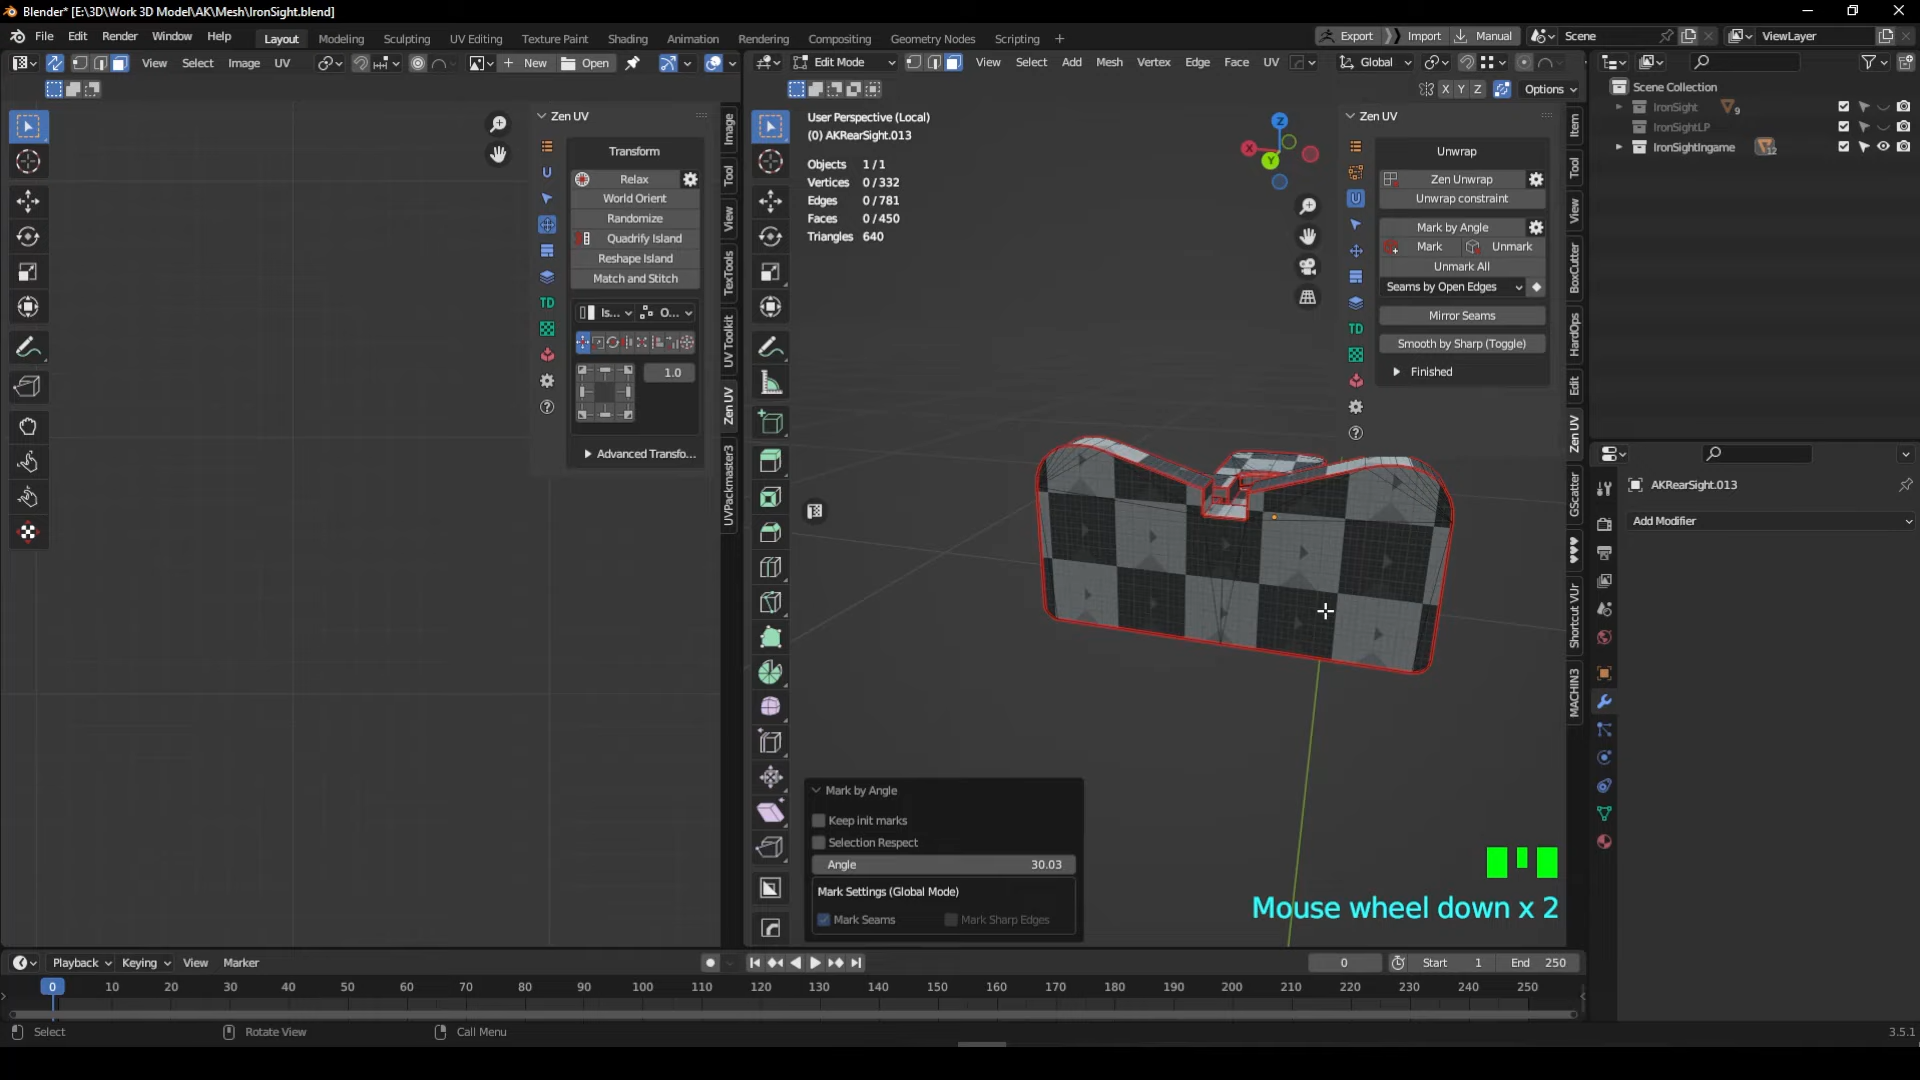 Blender* [E:\3D\Work 3D Model\AK\Mesh\IronSight.blend]
File Edit Render Window Help Layout Modeling Sculpting UV Editing Texture Paint Shading Animation Rendering Compositing Geometry Nodes Scripting + Export Import Manual Scene ViewLayer
View Select Image UV New Open Edit Mode View Select Add Mesh Vertex Edge Face UV Global
X Y Z Options
Zen UV
Transform
Relax
World Orient
Randomize
Quadrify Island
Reshape Island
Match and Stitch
TD
Is... O...
1.0
Advanced Transfo...
Image
Tool
View
TexTools
UV Toolkit
Zen UV
UVPackmaster3
User Perspective (Local)
(0) AKRearSight.013
Objects 1 / 1
Vertices 0 / 332
Edges 0 / 781
Faces 0 / 450
Triangles 640
Z
X
Y
Zen UV
Unwrap
Zen Unwrap
Unwrap constraint
Mark by Angle
Mark Unmark
Unmark All
Seams by Open Edges
Mirror Seams
TD
Smooth by Sharp (Toggle)
Finished
Item
Tool
View
BoxCutter
HardOps
Edit
Zen UV
GScatter
♥♥♥
Shortcut VUr
MACHIN3
Scene Collection
IronSight 9
IronSightLP
IronSightIngame 12
AKRearSight.013
Add Modifier
Mark by Angle
Keep init marks
Selection Respect
Angle 30.03
Mark Settings (Global Mode)
Mark Seams Mark Sharp Edges
Mouse wheel down x 2
Playback Keying View Marker 0 Start 1 End 250
0 10 20 30 40 50 60 70 80 90 100 110 120 130 140 150 160 170 180 190 200 210 220 230 240 250
Select Rotate View Call Menu 3.5.1